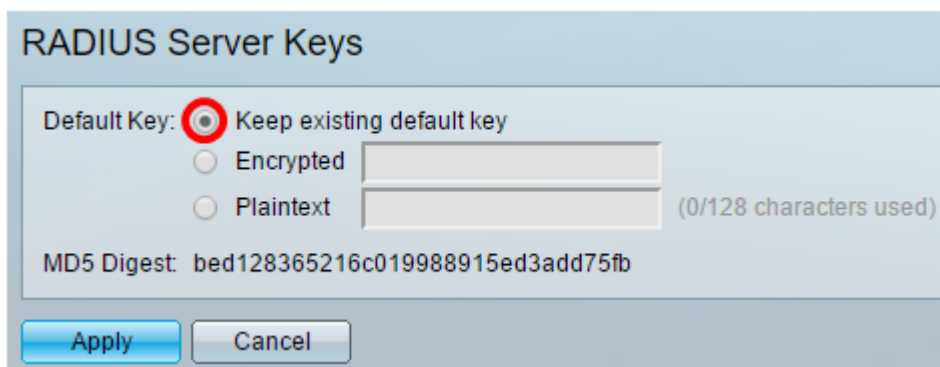 RADIUS Server Keys
Default Key: Keep existing default key
Encrypted
Plaintext (0/128 characters used)
MD5 Digest: bed128365216c019988915ed3add75fb
Apply Cancel